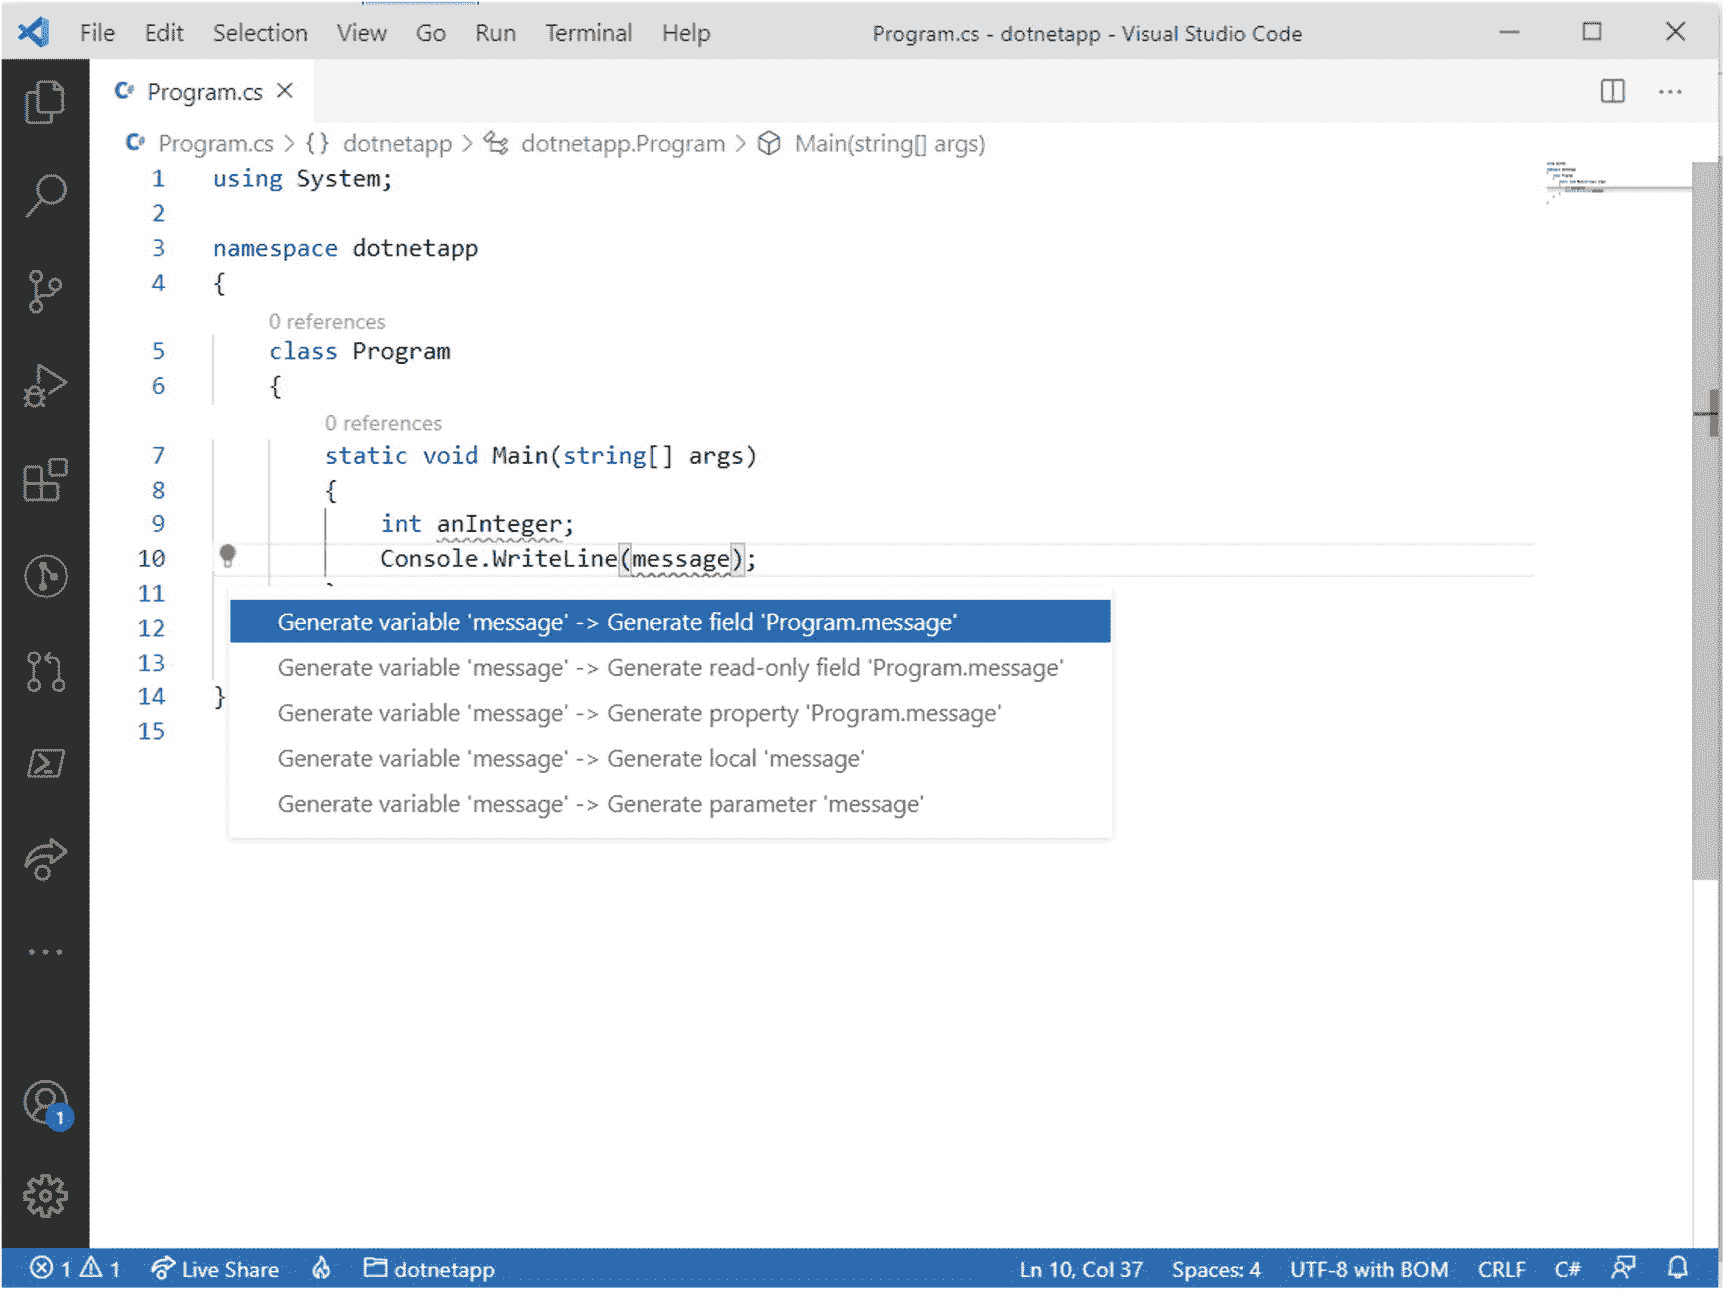 File Edit Selection View Go Run Terminal Help Program.cs - dotnetapp - Visual Studio Code
C# Program.cs
C# Program.cs > {} dotnetapp > dotnetapp.Program > Main(string[] args)
1 using System;
2
3 namespace dotnetapp
4 {
0 references
5 class Program
6 {
0 references
7 static void Main(string[] args)
8 {
9 int anInteger;
10 Console.WriteLine(message);
11
Generate variable 'message' -> Generate field 'Program.message'
12
Generate variable 'message' -> Generate read-only field 'Program.message'
13
14 }
Generate variable 'message' -> Generate property 'Program.message'
15
Generate variable 'message' -> Generate local 'message'
Generate variable 'message' -> Generate parameter 'message'
1
1 1 Live Share dotnetapp Ln 10, Col 37 Spaces: 4 UTF-8 with BOM CRLF C#